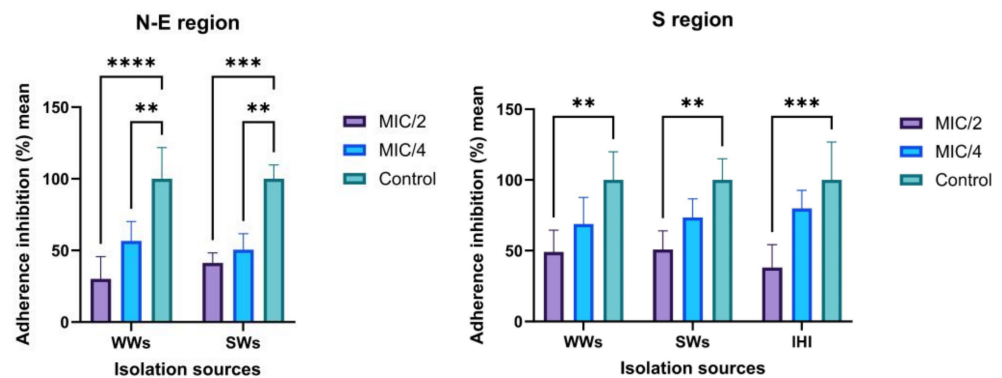 N-E region
****
***
**
**
Adherence inhibition (%) mean
150
100
50
0
WWs
SWs
Isolation sources
MIC/2
MIC/4
Control
S region
**
**
***
Adherence inhibition (%) mean
150
100
50
0
WWs
SWs
IHI
Isolation sources
MIC/2
MIC/4
Control